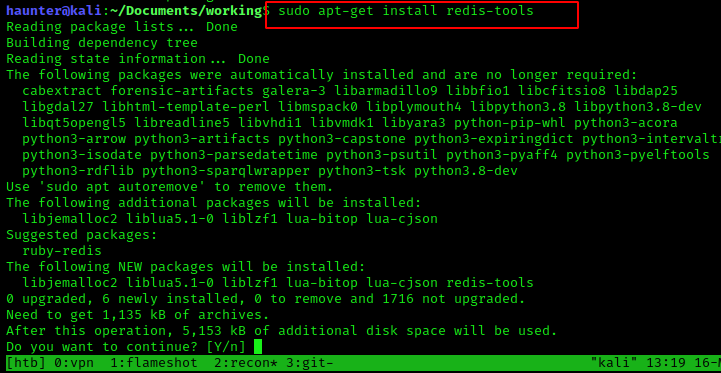 haunter@kali:~/Documents/working$ sudo apt-get install redis-tools
Reading package lists... Done
Building dependency tree
Reading state information... Done
The following packages were automatically installed and are no longer required:
  cabextract forensic-artifacts galera-3 libarmadillo9 libbfio1 libcfitsio8 libdap25
  libgdal27 libhtml-template-perl libmspack0 libplymouth4 libpython3.8 libpython3.8-dev
  libqt5opengl5 libreadline5 libvhdi1 libvmdk1 libyara3 python-pip-whl python3-acora
  python3-arrow python3-artifacts python3-capstone python3-expiringdict python3-intervaltr
  python3-isodate python3-parsedatetime python3-psutil python3-pyaff4 python3-pyelftools
  python3-rdflib python3-sparqlwrapper python3-tsk python3.8-dev
Use 'sudo apt autoremove' to remove them.
The following additional packages will be installed:
  libjemalloc2 liblua5.1-0 liblzf1 lua-bitop lua-cjson
Suggested packages:
  ruby-redis
The following NEW packages will be installed:
  libjemalloc2 liblua5.1-0 liblzf1 lua-bitop lua-cjson redis-tools
0 upgraded, 6 newly installed, 0 to remove and 1716 not upgraded.
Need to get 1,135 kB of archives.
After this operation, 5,153 kB of additional disk space will be used.
Do you want to continue? [Y/n]
[htb] 0:vpn  1:flameshot  2:recon* 3:git- "kali" 13:19 16-M